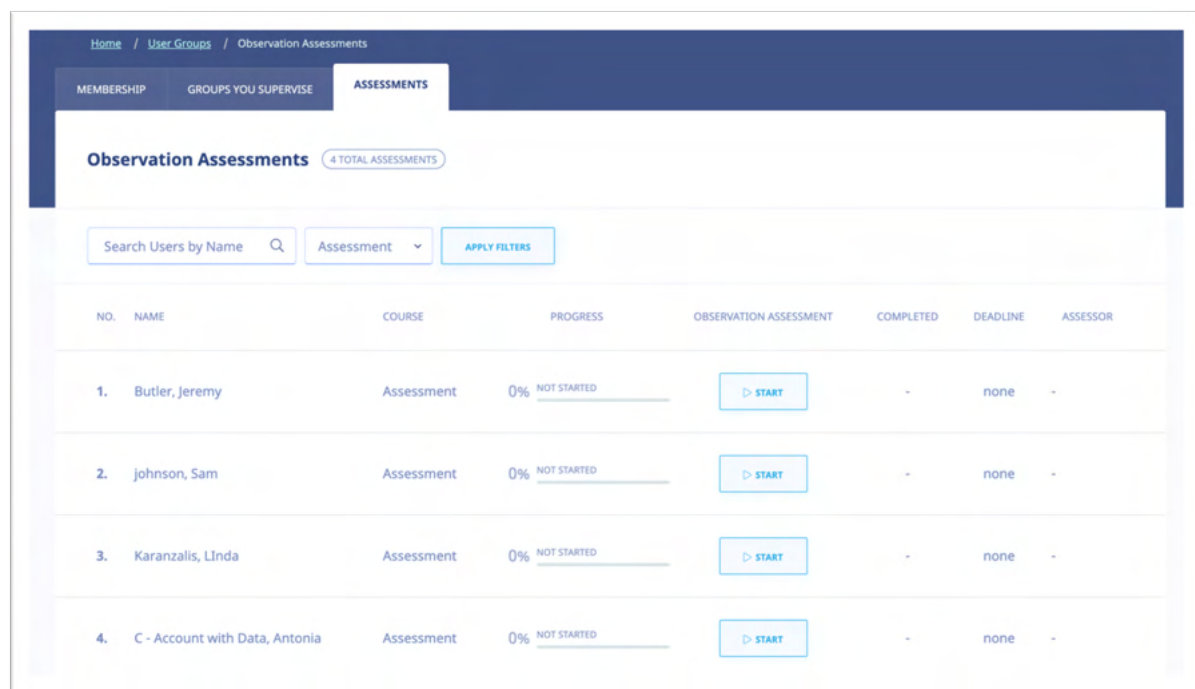 Home / User Groups / Observation Assessments
MEMBERSHIP GROUPS YOU SUPERVISE ASSESSMENTS
Observation Assessments 4 TOTAL ASSESSMENTS
Search Users by Name Assessment APPLY FILTERS
NO. NAME COURSE PROGRESS OBSERVATION ASSESSMENT COMPLETED DEADLINE ASSESSOR
1. Butler, Jeremy Assessment 0% NOT STARTED START - none -
2. johnson, Sam Assessment 0% NOT STARTED START - none -
3. Karanzalis, LInda Assessment 0% NOT STARTED START - none -
4. C - Account with Data, Antonia Assessment 0% NOT STARTED START - none -